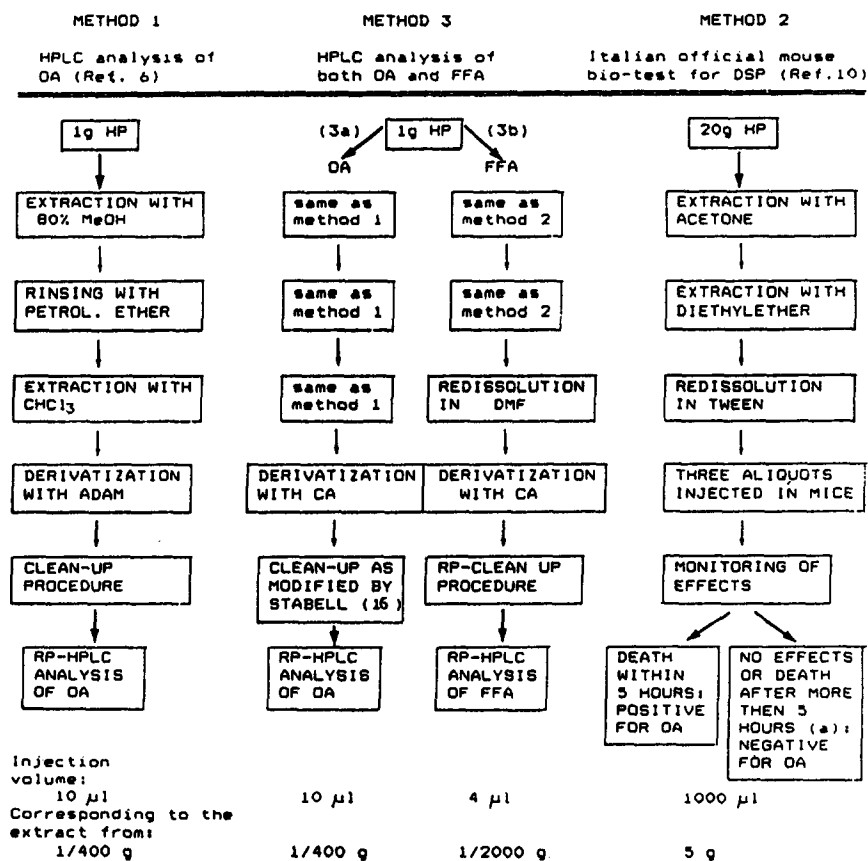 METHOD 1
HPLC analysis of
OA (Ref. 6)
METHOD 3
HPLC analysis of
both OA and FFA
METHOD 2
Italian official mouse
bio-test for DSP (Ref.10)
1g HP
EXTRACTION WITH
80% MeOH
RINSING WITH
PETROL. ETHER
EXTRACTION WITH
CHCl3
DERIVATIZATION
WITH ADAM
CLEAN-UP
PROCEDURE
RP-HPLC
ANALYSIS
OF OA
(3a) 1g HP (3b)
OA
same as
method 1
same as
method 1
same as
method 1
DERIVATIZATION
WITH CA
CLEAN-UP AS
MODIFIED BY
STABELL (16)
RP-HPLC
ANALYSIS
OF OA
FFA
same as
method 2
same as
method 2
REDISSOLUTION
IN DMF
DERIVATIZATION
WITH CA
RP-CLEAN UP
PROCEDURE
RP-HPLC
ANALYSIS
OF FFA
20g HP
EXTRACTION WITH
ACETONE
EXTRACTION WITH
DIETHYLETHER
REDISSOLUTION
IN TWEEN
THREE ALIQUOTS
INJECTED IN MICE
MONITORING OF
EFFECTS
DEATH
WITHIN
5 HOURS:
POSITIVE
FOR OA
NO EFFECTS
OR DEATH
AFTER MORE
THEN 5
HOURS (a):
NEGATIVE
FOR OA
Injection
volume:
10 µl 10 µl 4 µl 1000 µl
Corresponding to the
extract from:
1/400 g 1/400 g 1/2000 g 5 g